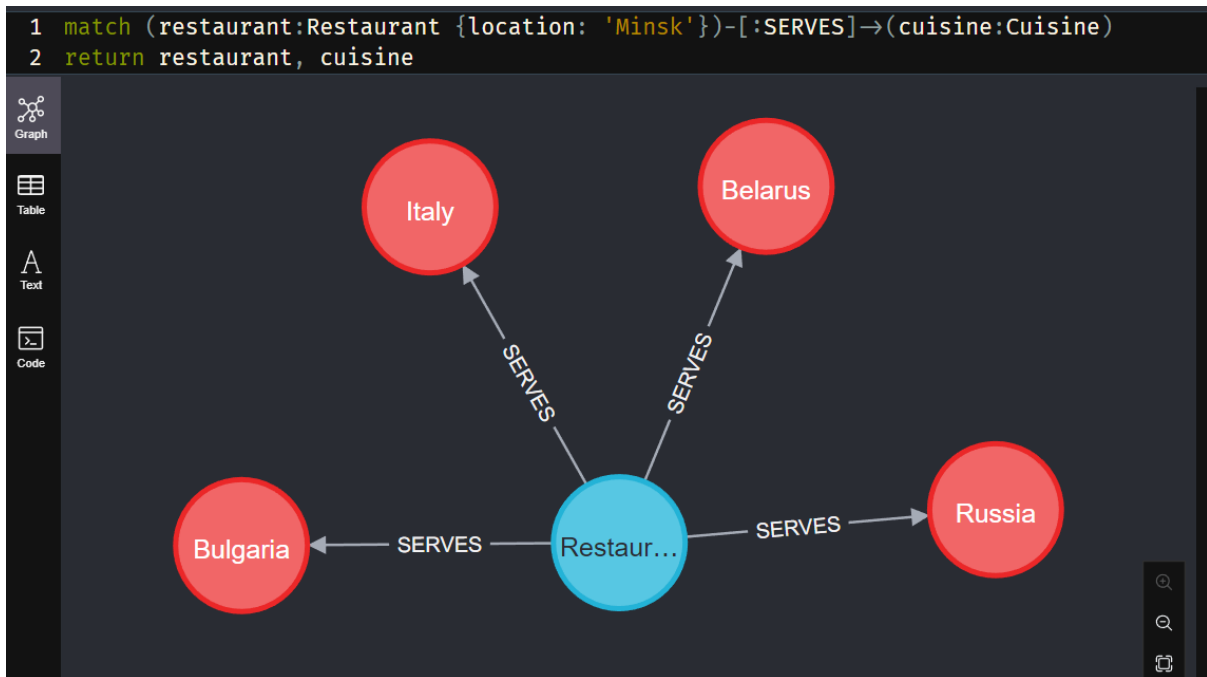 1 match (restaurant:Restaurant {location: 'Minsk'})-[:SERVES]→(cuisine:Cuisine)
2 return restaurant, cuisine
Graph
Table
A
Text
Code
Italy
Belarus
SERVES
SERVES
Bulgaria
SERVES
Restaur...
SERVES
Russia